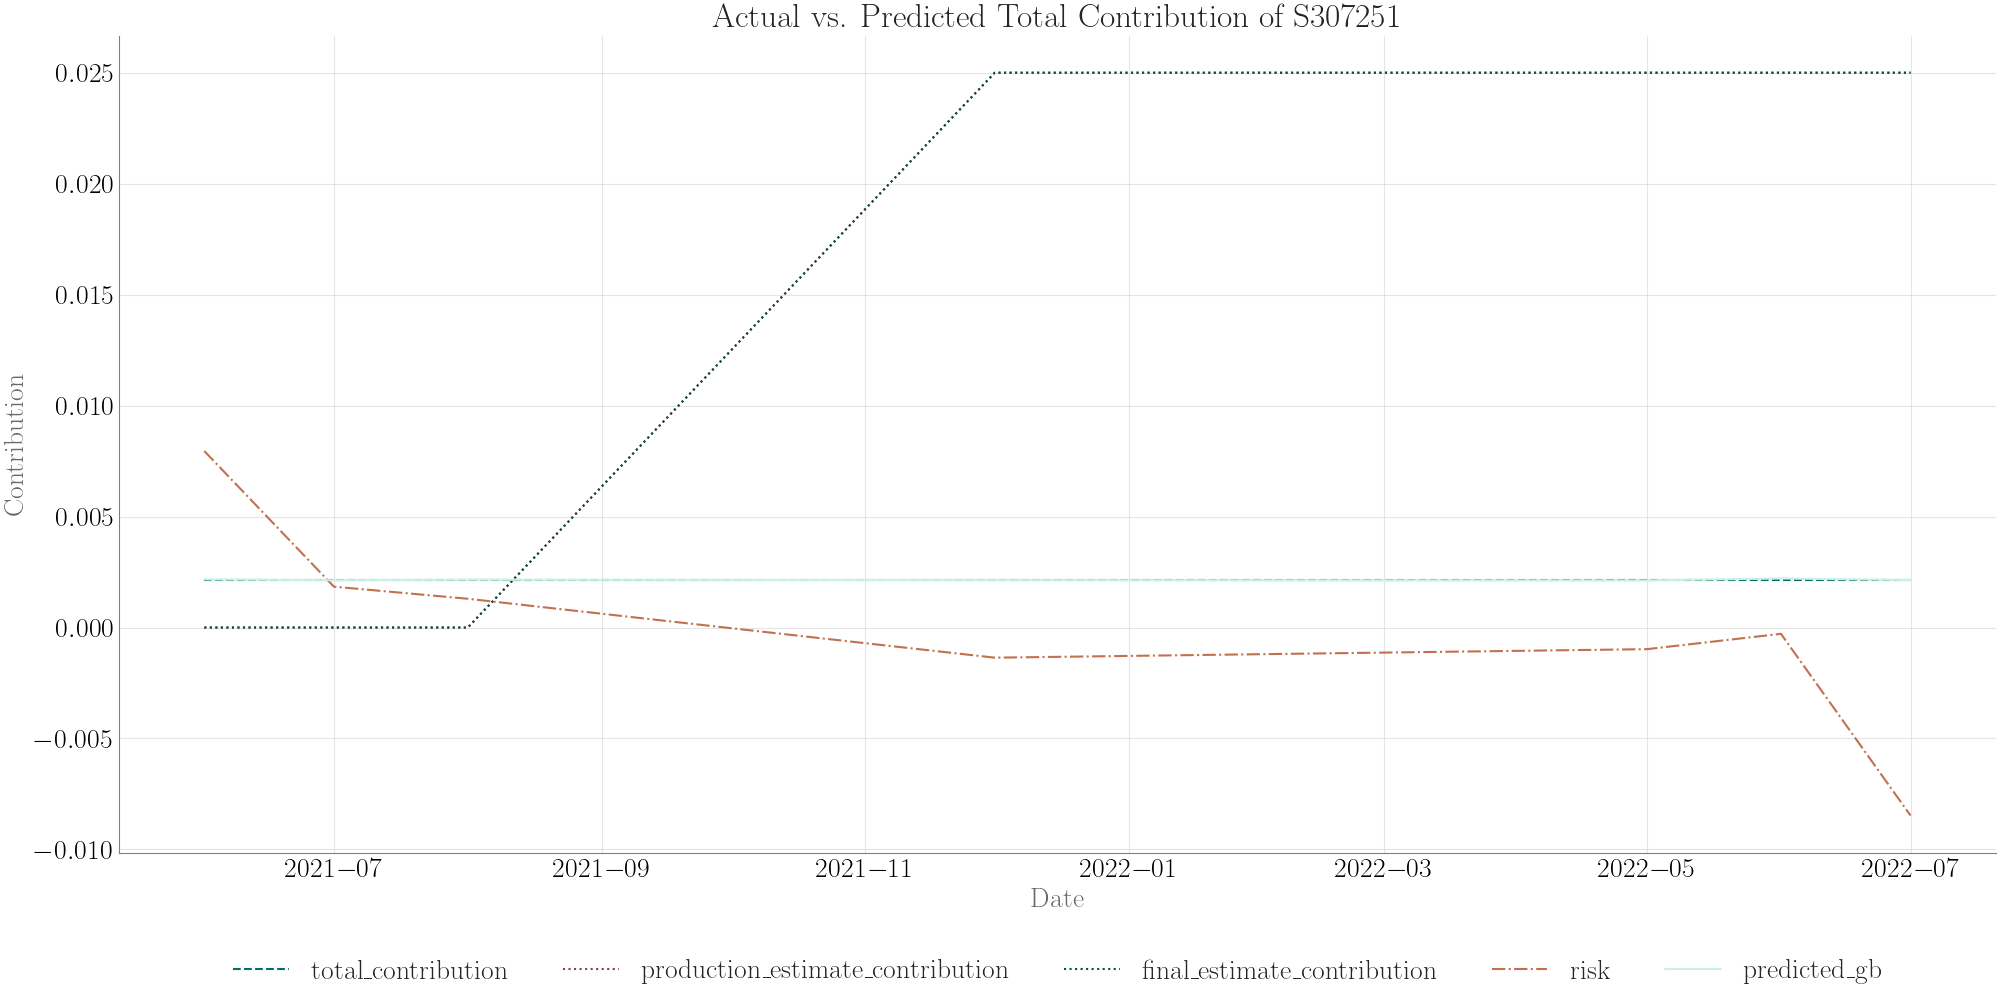 Actual vs. Predicted Total Contribution of S307251
0.025
0.020
0.015
0.010
0.005
0.000
−0.005
−0.010
Contribution
2021−07 2021−09 2021−11 2022−01 2022−03 2022−05 2022−07
Date
total_contribution production_estimate_contribution final_estimate_contribution risk predicted_gb